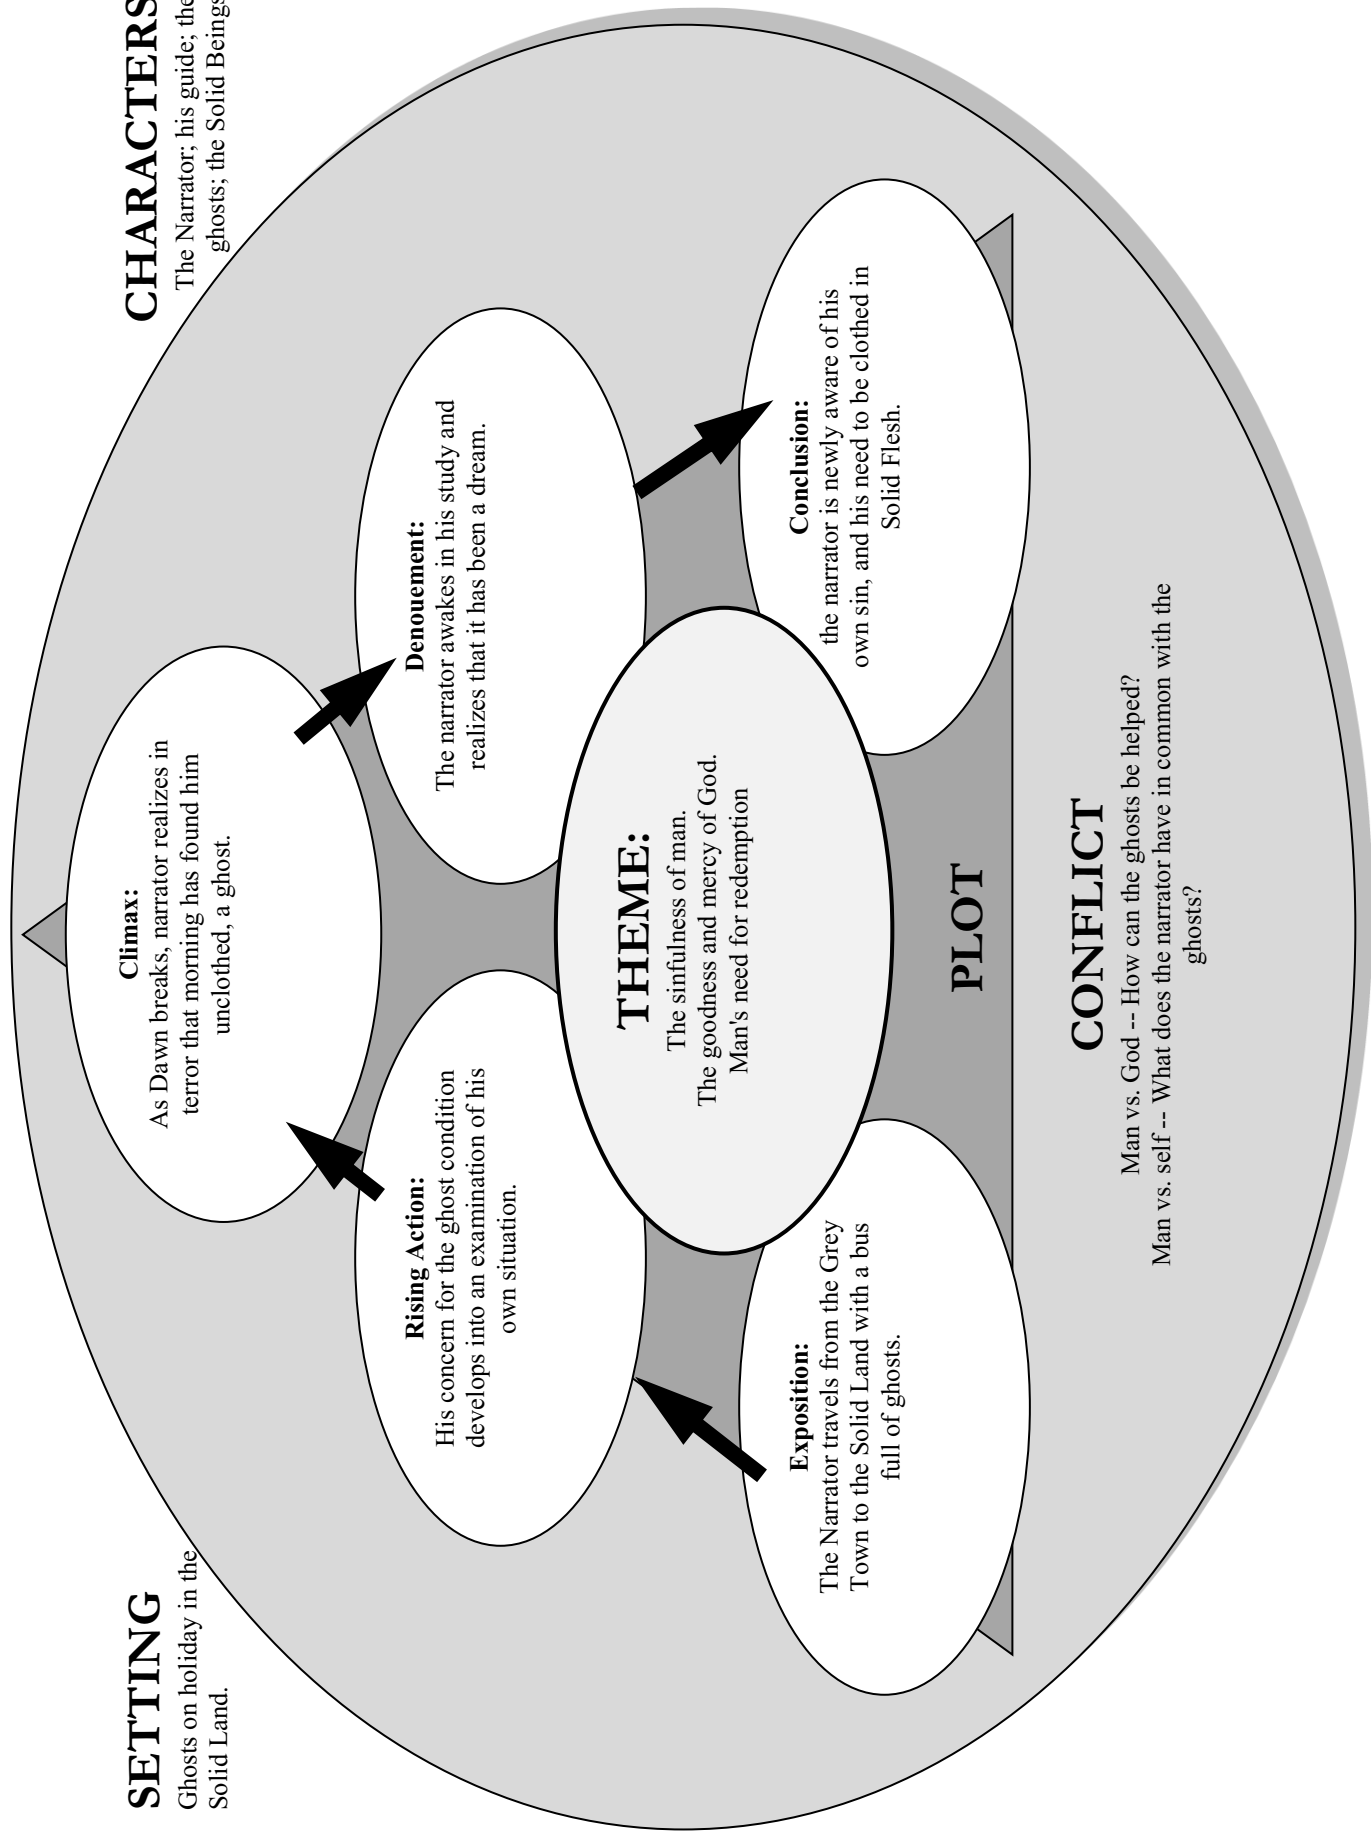 SETTING
Ghosts on holiday in the
Solid Land.
CHARACTERS
The Narrator; his guide; the
ghosts; the Solid Beings
Climax:
As Dawn breaks, narrator realizes in
terror that morning has found him
unclothed, a ghost.
Rising Action:
His concern for the ghost condition
develops into an examination of his
own situation.
Denouement:
The narrator awakes in his study and
realizes that it has been a dream.
THEME:
The sinfulness of man.
The goodness and mercy of God.
Man's need for redemption
Exposition:
The Narrator travels from the Grey
Town to the Solid Land with a bus
full of ghosts.
Conclusion:
the narrator is newly aware of his
own sin, and his need to be clothed in
Solid Flesh.
PLOT
CONFLICT
Man vs. God -- How can the ghosts be helped?
Man vs. self -- What does the narrator have in common with the
ghosts?